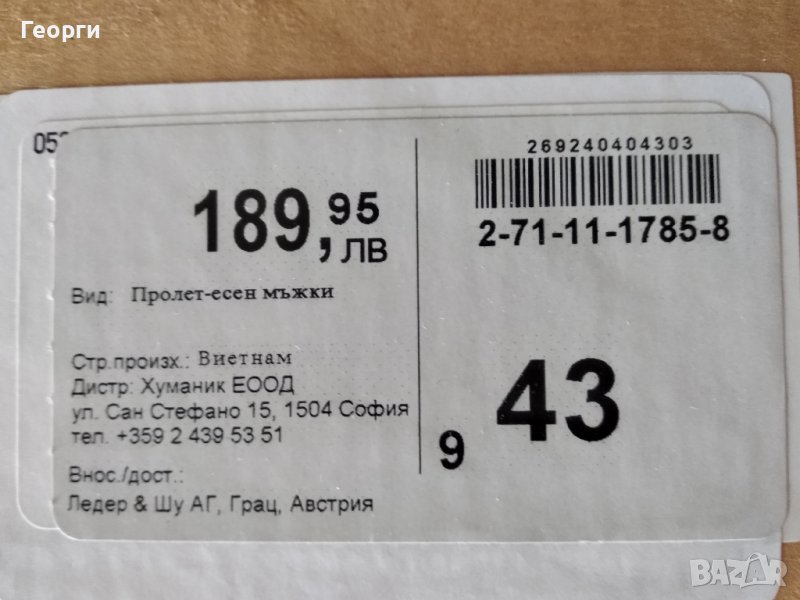 Георги
05
269240404303
2-71-11-1785-8
189,95 лв
Вид: Пролет-есен мъжки
Стр.произх.: Виетнам
Дистр: Хуманик ЕООД
ул. Сан Стефано 15, 1504 София
тел. +359 2 439 53 51
Внос./дост.:
Ледер & Шу АГ, Грац, Австрия
9 43
BAZAR